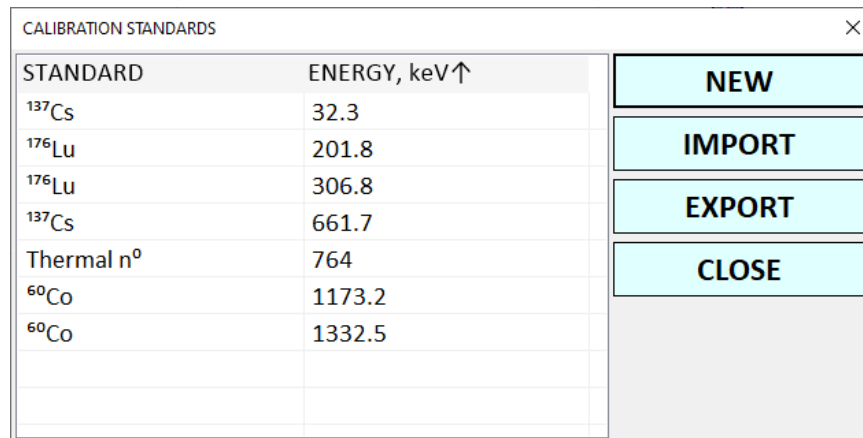 CALIBRATION STANDARDS
STANDARD ENERGY, keV↑
¹³⁷Cs 32.3
¹⁷⁶Lu 201.8
¹⁷⁶Lu 306.8
¹³⁷Cs 661.7
Thermal n⁰ 764
⁶⁰Co 1173.2
⁶⁰Co 1332.5
NEW
IMPORT
EXPORT
CLOSE